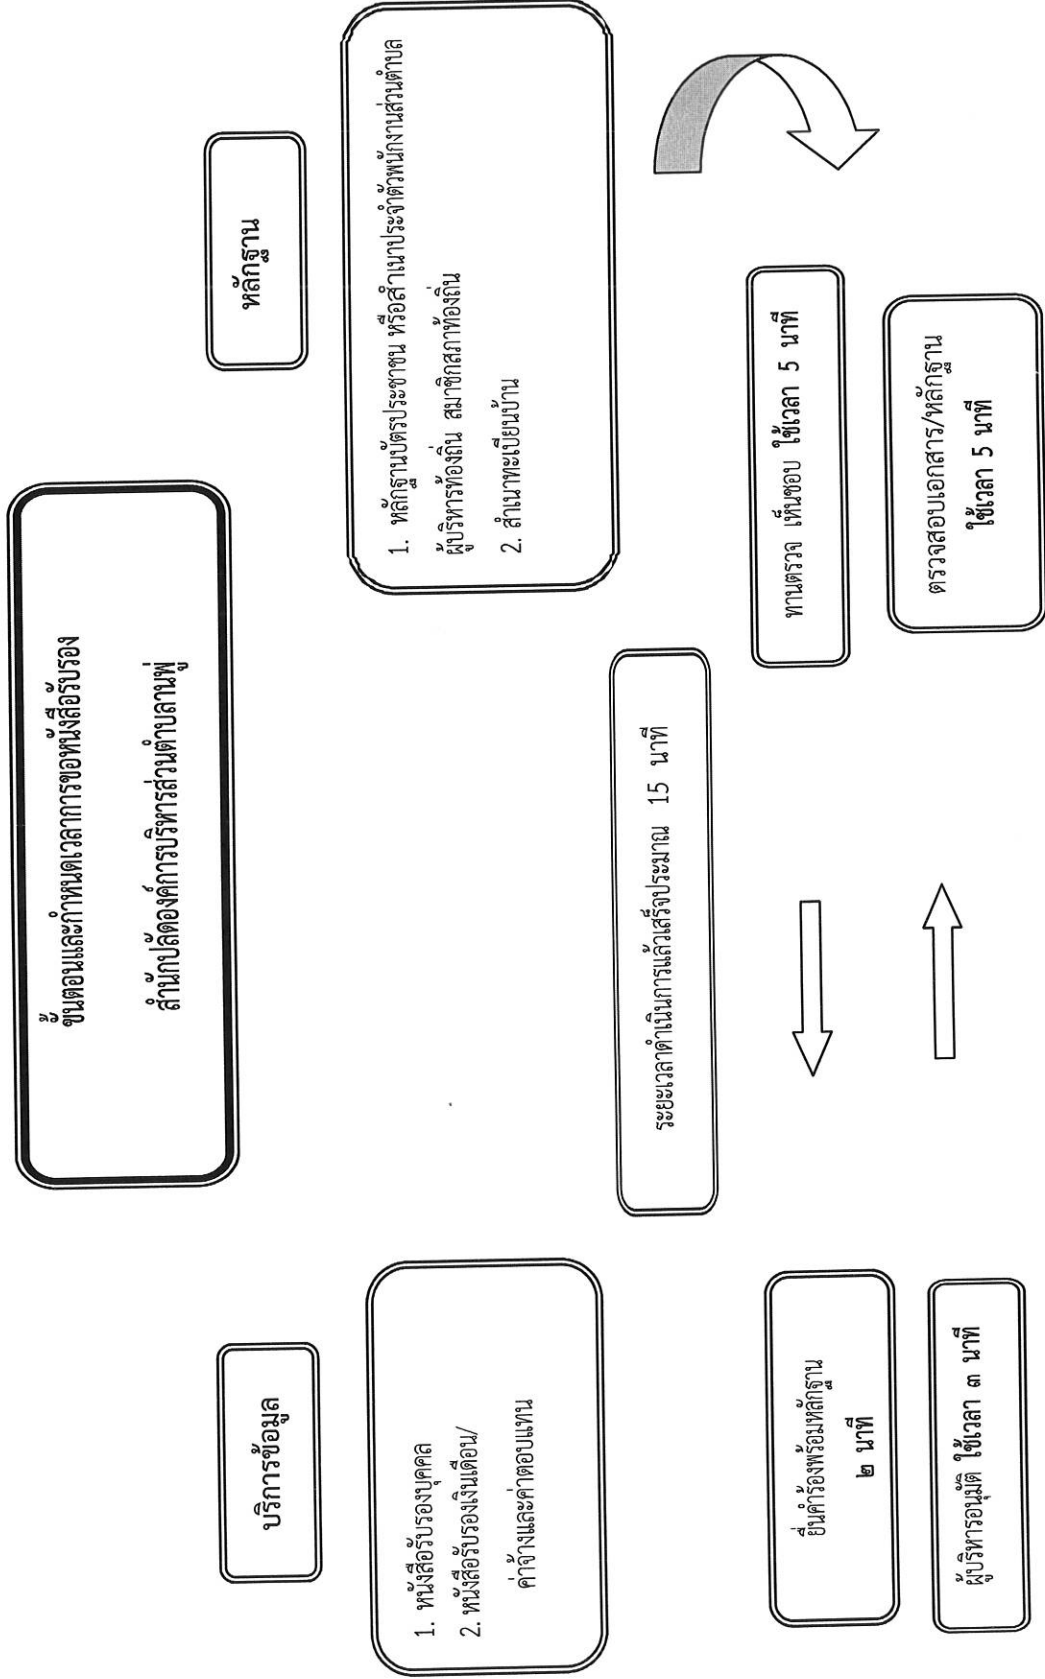 ขั้นตอนและกำหนดเวลาการขอหนังสือรับรอง
สำนักปลัดองค์การบริหารส่วนตำบลานพู่
บริการข้อมูล
หลักฐาน
1. หนังสือรับรองบุคคล
2. หนังสือรับรองเงินเดือน/
ค่าจ้างและค่าตอบแทน
1. หลักฐานบัตรประชาชน หรือสำเนาประจำตัวพนักงานส่วนตำบล
ผู้บริหารท้องถิ่น สมาชิกสภาท้องถิ่น
2. สำเนาทะเบียนบ้าน
ระยะเวลาดำเนินการแล้วเสร็จประมาณ 15 นาที
ยื่นคำร้องพร้อมหลักฐาน
๒ นาที
ทานตรวจ เห็นชอบ ใช้เวลา 5 นาที
ผู้บริหารอนุมัติ ใช้เวลา ๓ นาที
ตรวจสอบเอกสาร/หลักฐาน
ใช้เวลา 5 นาที